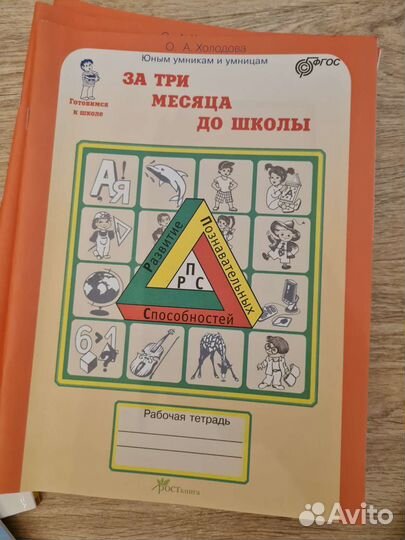 О. А. Холодова
Юным умникам и умницам
ФГОС
Готовимся
к школе
ЗА ТРИ
МЕСЯЦА
ДО ШКОЛЫ
А Я
А
Развитие
Познавательных
Способностей
П
Р С
6 1
Рабочая тетрадь
РОСТкнига
Avito